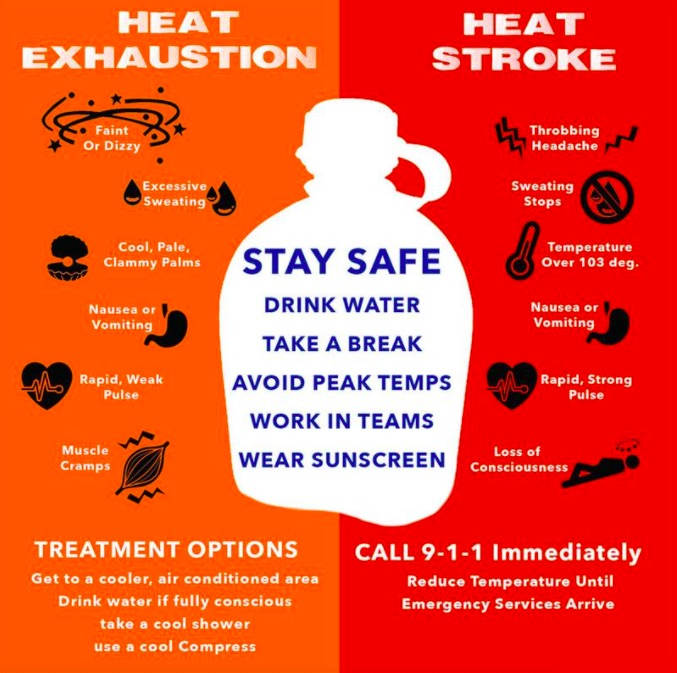 HEAT
EXHAUSTION
Faint
Or Dizzy
Excessive
Sweating
Cool, Pale,
Clammy Palms
Nausea or
Vomiting
Rapid, Weak
Pulse
Muscle
Cramps
TREATMENT OPTIONS
Get to a cooler, air conditioned area
Drink water if fully conscious
take a cool shower
use a cool Compress
STAY SAFE
DRINK WATER
TAKE A BREAK
AVOID PEAK TEMPS
WORK IN TEAMS
WEAR SUNSCREEN
HEAT
STROKE
Throbbing
Headache
Sweating
Stops
Temperature
Over 103 deg.
Nausea or
Vomiting
Rapid, Strong
Pulse
Loss of
Consciousness
CALL 9-1-1 Immediately
Reduce Temperature Until
Emergency Services Arrive